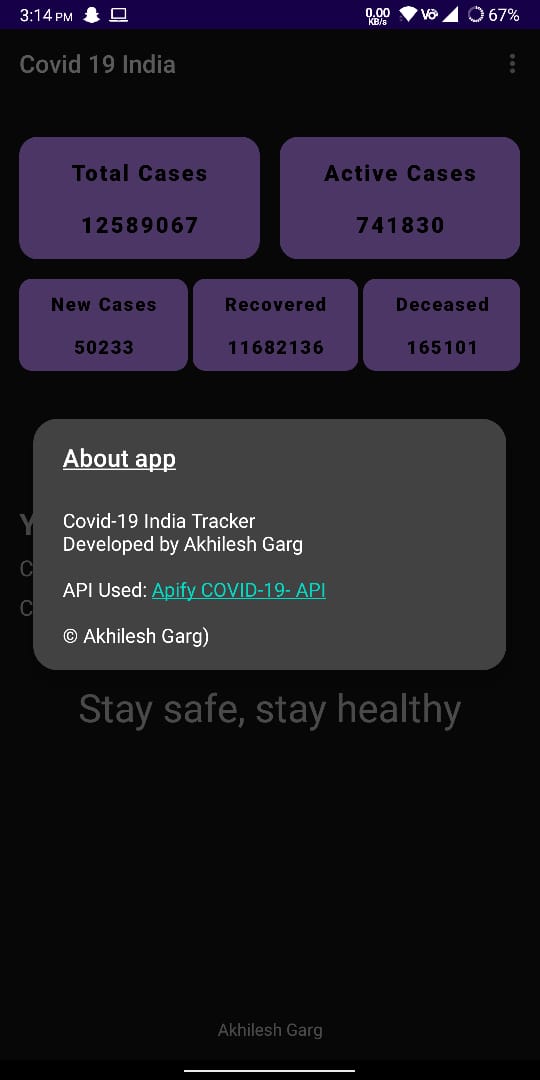 3:14 PM
0.00
KB/s
67%
Covid 19 India
Total Cases
12589067
Active Cases
741830
New Cases
50233
Recovered
11682136
Deceased
165101
About app
Covid-19 India Tracker
Developed by Akhilesh Garg
API Used: Apify COVID-19- API
© Akhilesh Garg)
Stay safe, stay healthy
Akhilesh Garg